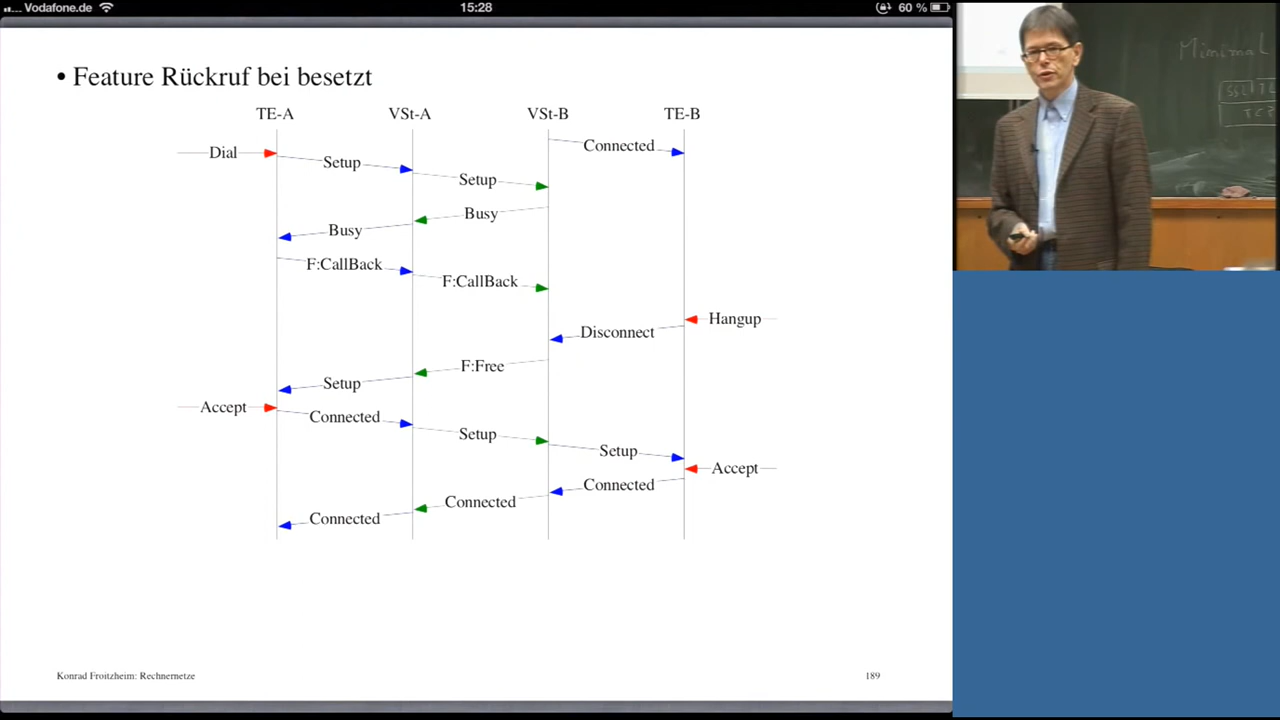 Vodafone.de 15:28 60 %
• Feature Rückruf bei besetzt
TE-A VSt-A VSt-B TE-B
Connected
Dial
Setup
Setup
Busy
Busy
F:CallBack
F:CallBack
Hangup
Disconnect
F:Free
Setup
Accept
Connected
Setup
Setup
Accept
Connected
Connected
Connected
Konrad Froitzheim: Rechnernetze 189
Minimal
SSL
TCP